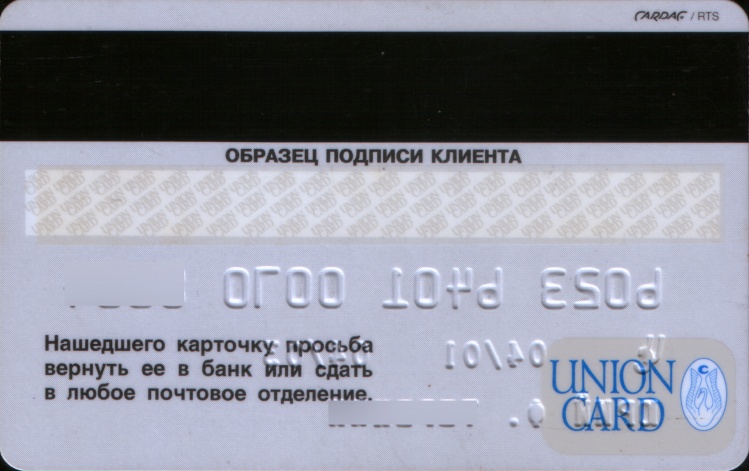 CARDAG / RTS
ОБРАЗЕЦ ПОДПИСИ КЛИЕНТА
Нашедшего карточку просьба
вернуть ее в банк или сдать
в любое почтовое отделение.
UNION
CARD